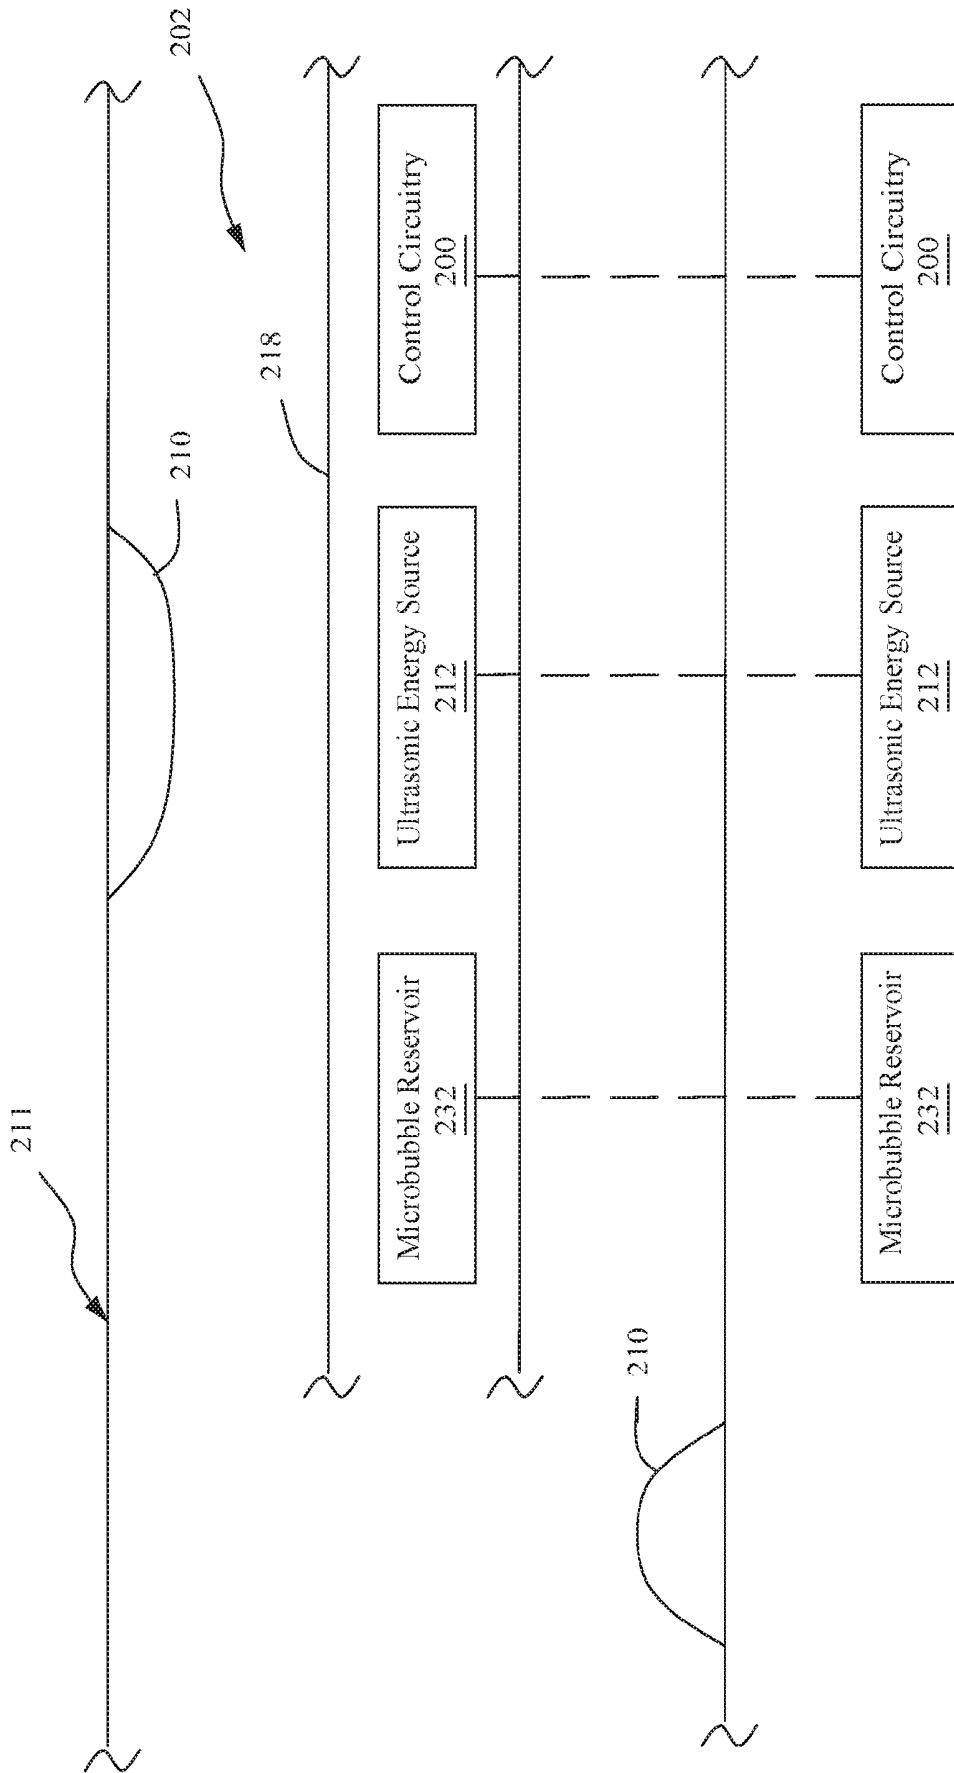 211
210
202
218
Microbubble Reservoir
232
Ultrasonic Energy Source
212
Control Circuitry
200
210
Microbubble Reservoir
232
Ultrasonic Energy Source
212
Control Circuitry
200